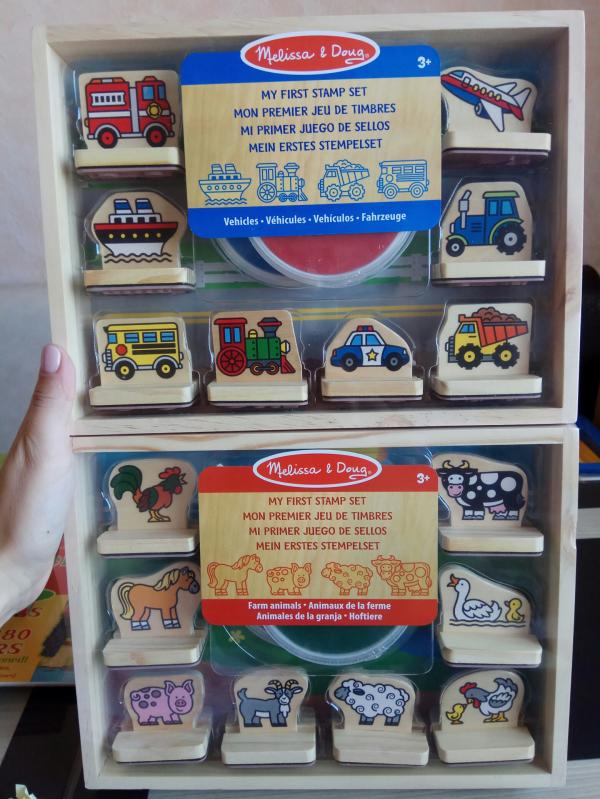 Melissa & Doug®
3+
MY FIRST STAMP SET
MON PREMIER JEU DE TIMBRES
MI PRIMER JUEGO DE SELLOS
MEIN ERSTES STEMPELSET
Vehicles • Véhicules • Vehículos • Fahrzeuge
Melissa & Doug®
3+
MY FIRST STAMP SET
MON PREMIER JEU DE TIMBRES
MI PRIMER JUEGO DE SELLOS
MEIN ERSTES STEMPELSET
Farm animals • Animaux de la ferme
Animales de la granja • Hoftiere